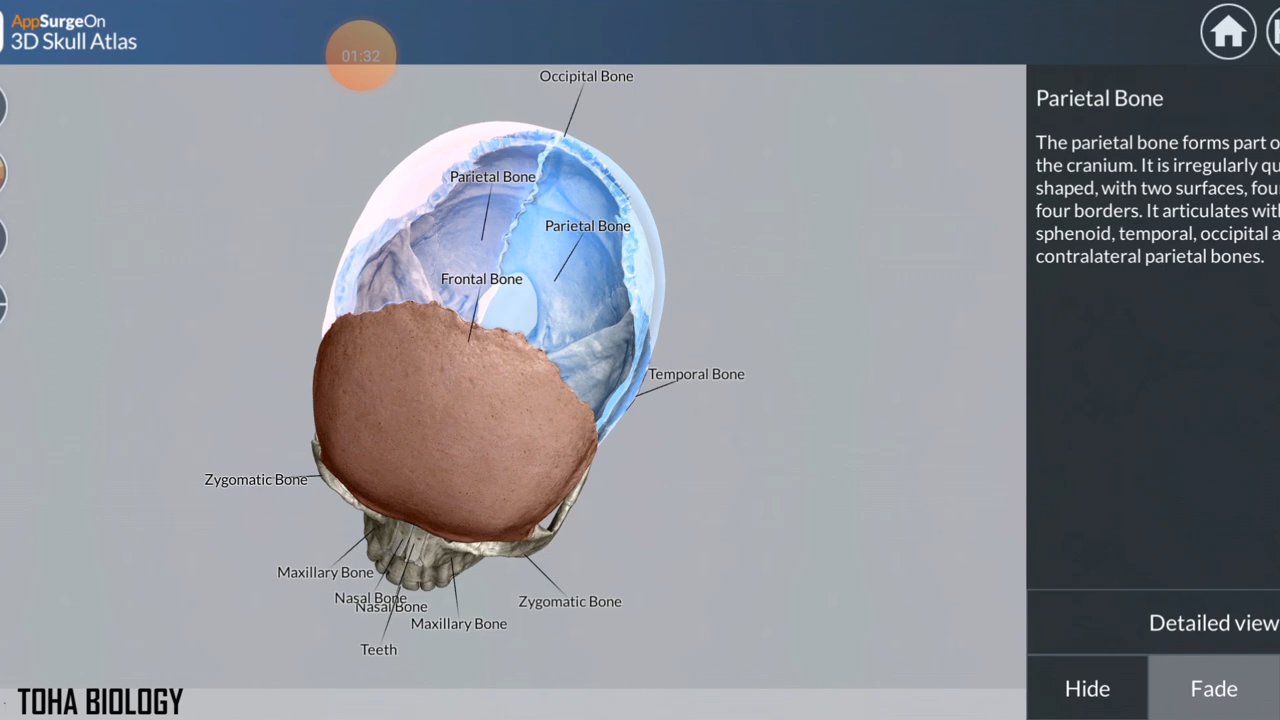 AppSurgeOn
3D Skull Atlas
01:32
Occipital Bone
Parietal Bone
Parietal Bone
Frontal Bone
Temporal Bone
Zygomatic Bone
Maxillary Bone
Nasal Bone
Nasal Bone
Zygomatic Bone
Maxillary Bone
Teeth
TOHA BIOLOGY
Parietal Bone
The parietal bone forms part o
the cranium. It is irregularly qu
shaped, with two surfaces, four
four borders. It articulates with
sphenoid, temporal, occipital a
contralateral parietal bones.
Detailed view
Hide
Fade